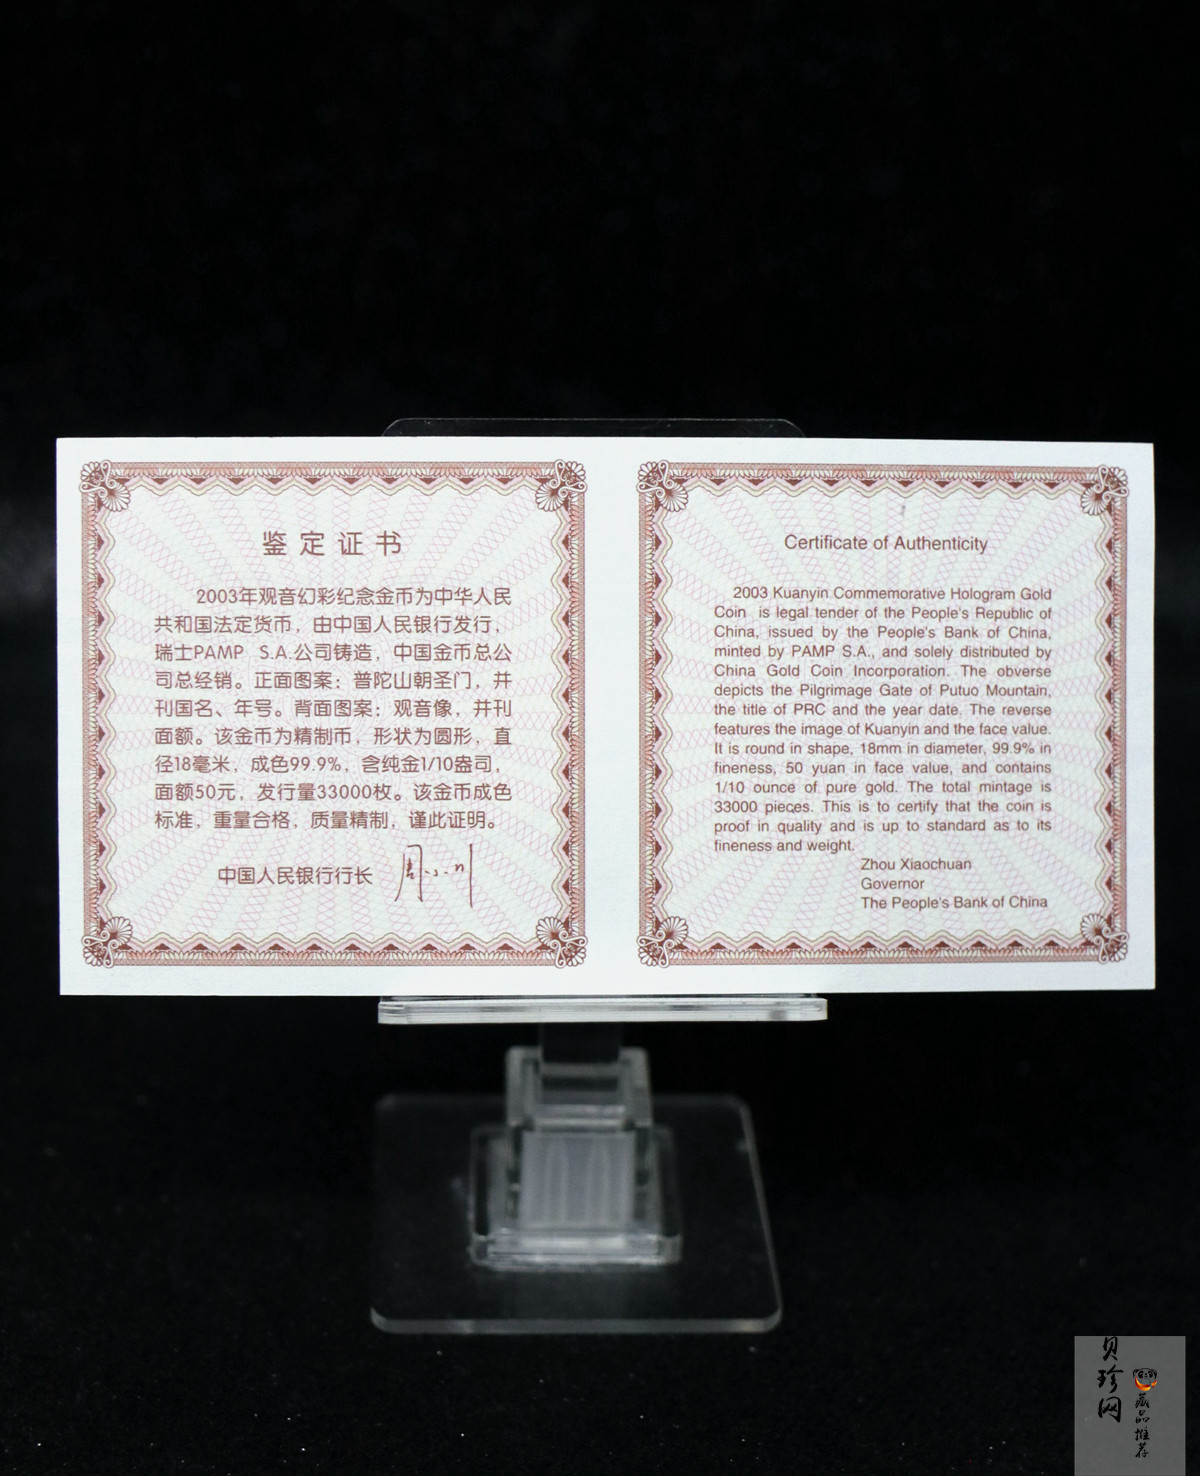 鉴定证书
2003年观音幻彩纪念金币为中华人民
共和国法定货币，由中国人民银行发行，
瑞士PAMP S.A.公司铸造，中国金币总公
司总经销。正面图案：普陀山朝圣门，并
刊国名、年号。背面图案：观音像，并刊
面额。该金币为精制币，形状为圆形，直
径18毫米，成色99.9%，含纯金1/10盎司，
面额50元，发行量33000枚。该金币成色
标准，重量合格，质量精制，谨此证明。
中国人民银行行长 周小川
Certificate of Authenticity
2003 Kuanyin Commemorative Hologram Gold
Coin is legal tender of the People's Republic of
China, issued by the People's Bank of China,
minted by PAMP S.A., and solely distributed by
China Gold Coin Incorporation. The obverse
depicts the Pilgrimage Gate of Putuo Mountain,
the title of PRC and the year date. The reverse
features the image of Kuanyin and the face value.
It is round in shape, 18mm in diameter, 99.9% in
fineness, 50 yuan in face value, and contains
1/10 ounce of pure gold. The total mintage is
33000 pieces. This is to certify that the coin is
proof in quality and is up to standard as to its
fineness and weight.
Zhou Xiaochuan
Governor
The People's Bank of China
贝珍网
藏品推荐